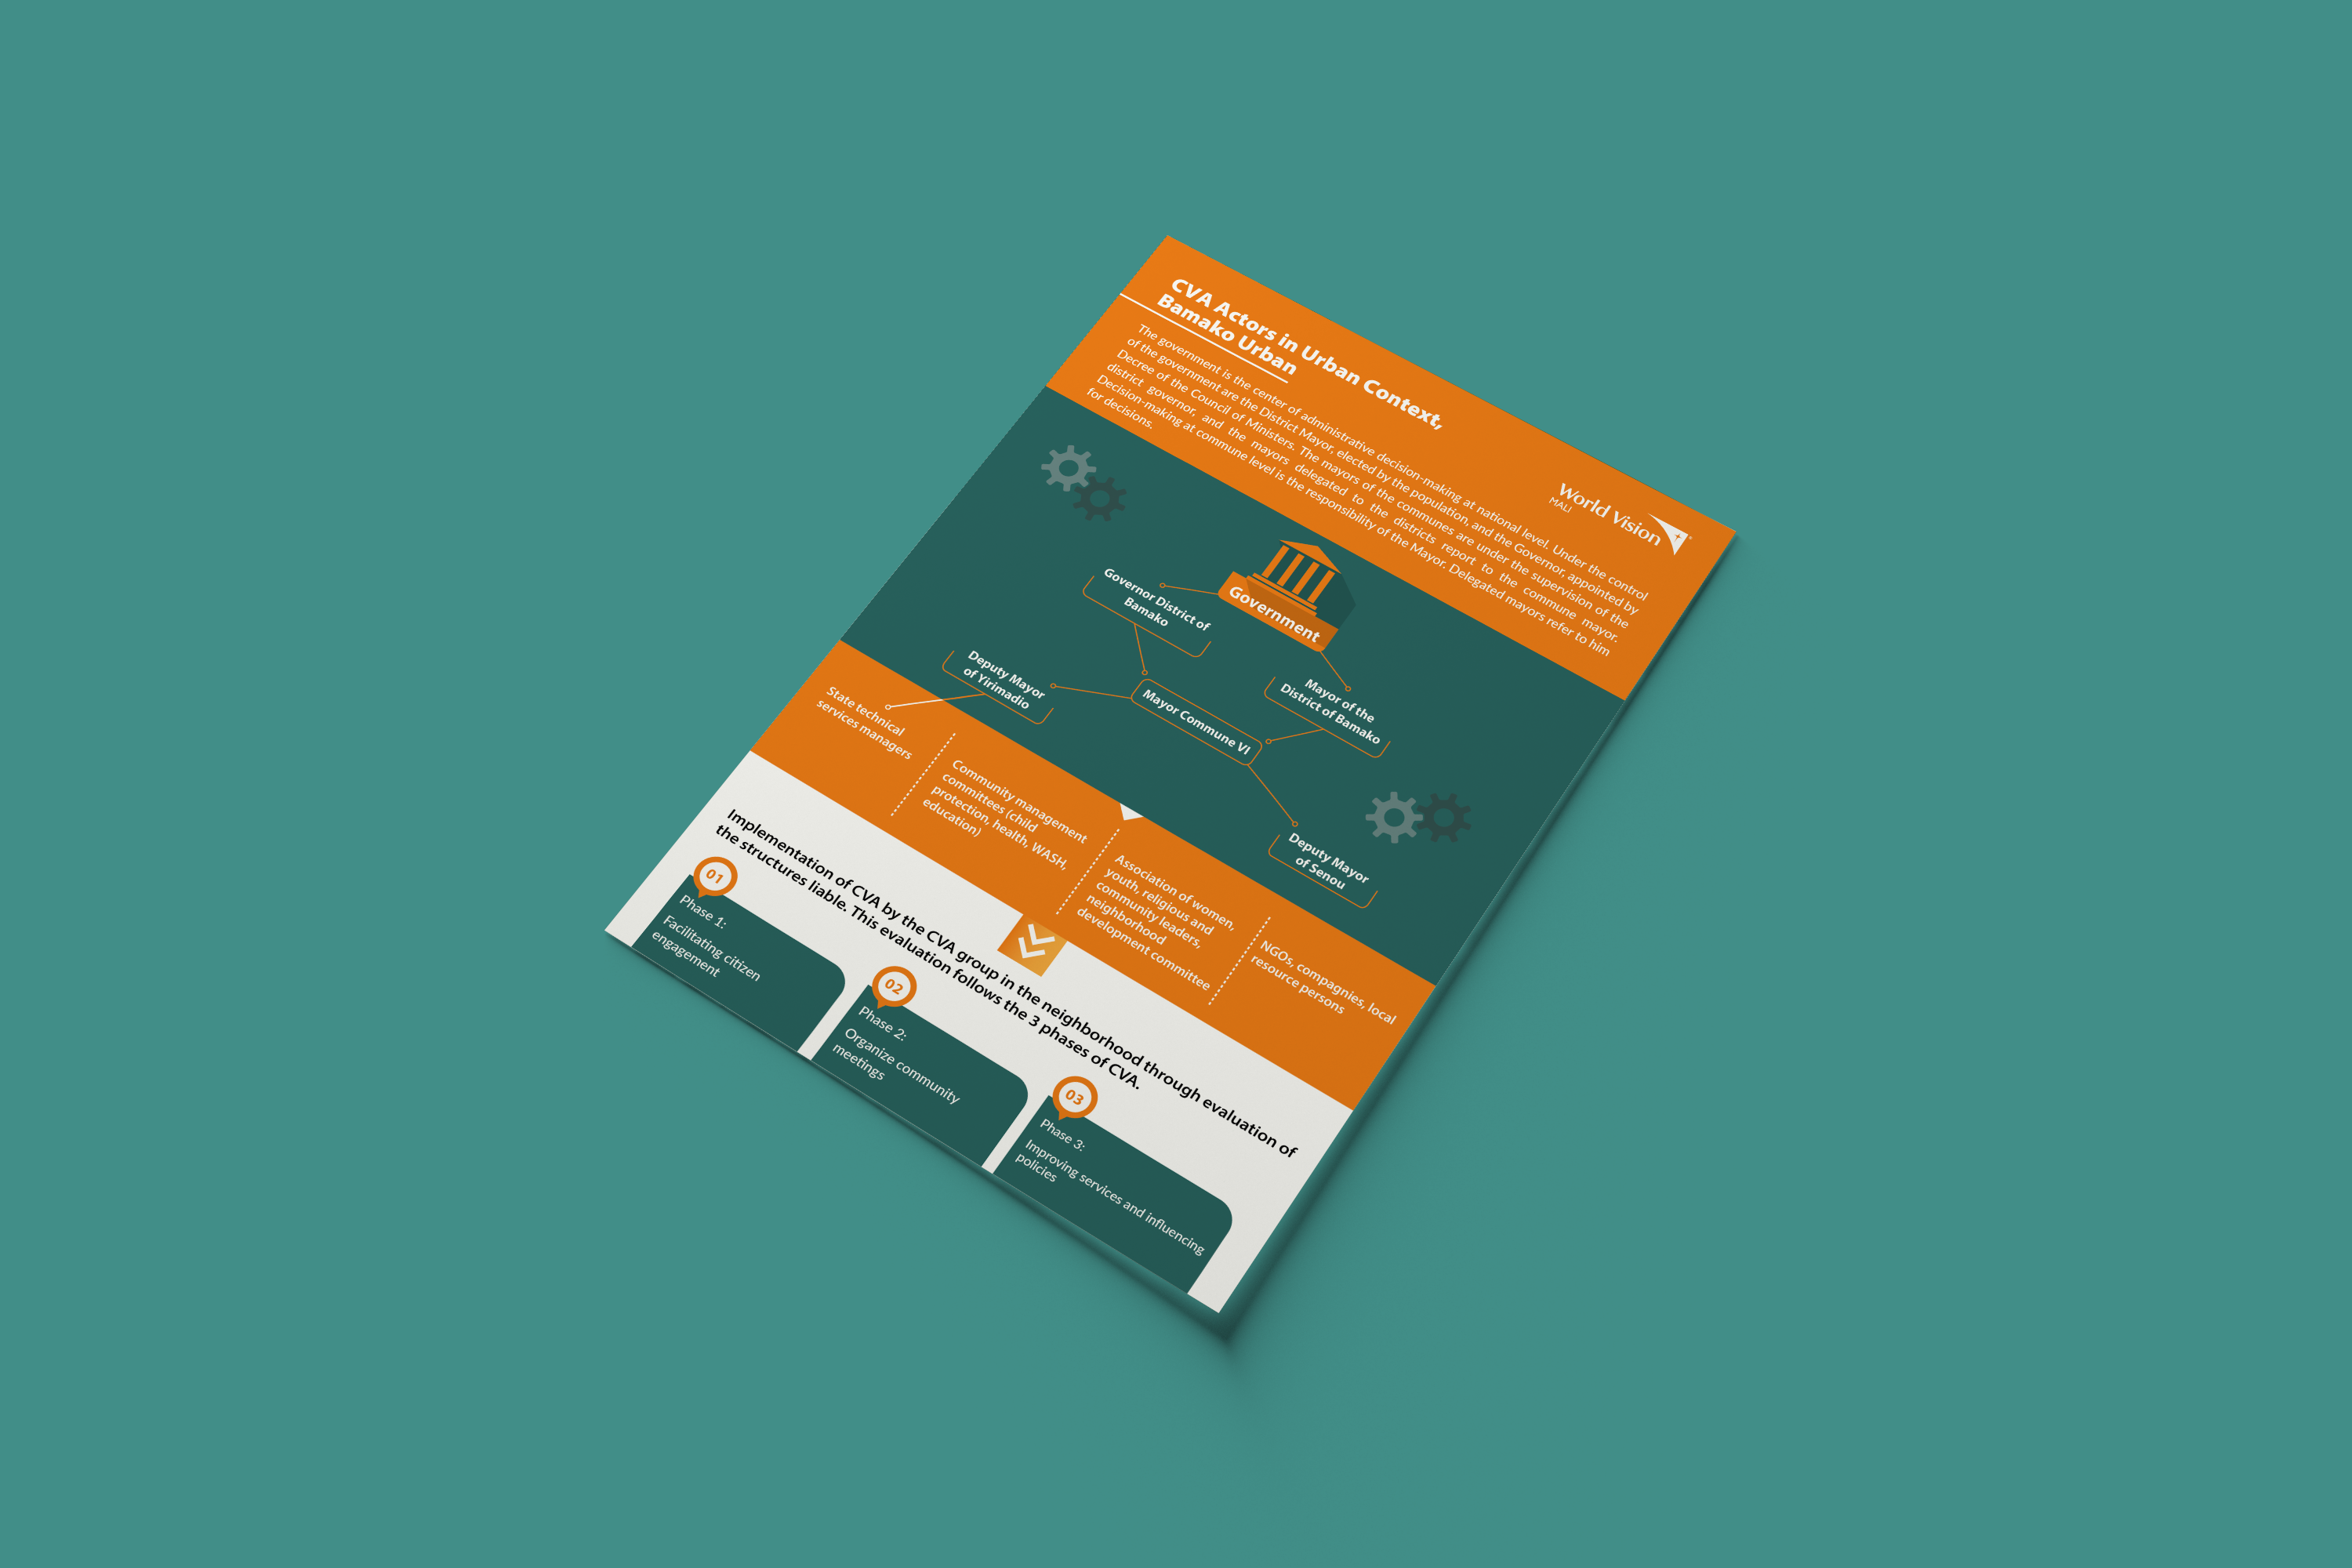 CVA Actors in Urban Context,
Bamako Urban
World Vision
MALI
The government is the center of administrative decision-making at national level. Under the control
of the government are the District Mayor, elected by the population, and the Governor, appointed by
Decree of the Council of Ministers. The mayors of the communes are under the supervision of the
district governor, and the mayors delegated to the districts report to the commune mayor.
Decision-making at commune level is the responsibility of the Mayor. Delegated mayors refer to him
for decisions.
Government
Governor District of
Bamako
Mayor of the
District of Bamako
Mayor Commune VI
Deputy Mayor
of Yirimadio
Deputy Mayor
of Senou
State technical
services managers
Community management
committees (child
protection, health, WASH,
education)
Association of women,
youth, religious and
community leaders,
neighborhood
development committee
NGOs, compagnies, local
resource persons
Implementation of CVA by the CVA group in the neighborhood through evaluation of
the structures liable. This evaluation follows the 3 phases of CVA.
01
Phase 1:
Facilitating citizen
engagement
02
Phase 2:
Organize community
meetings
03
Phase 3:
Improving services and influencing
policies